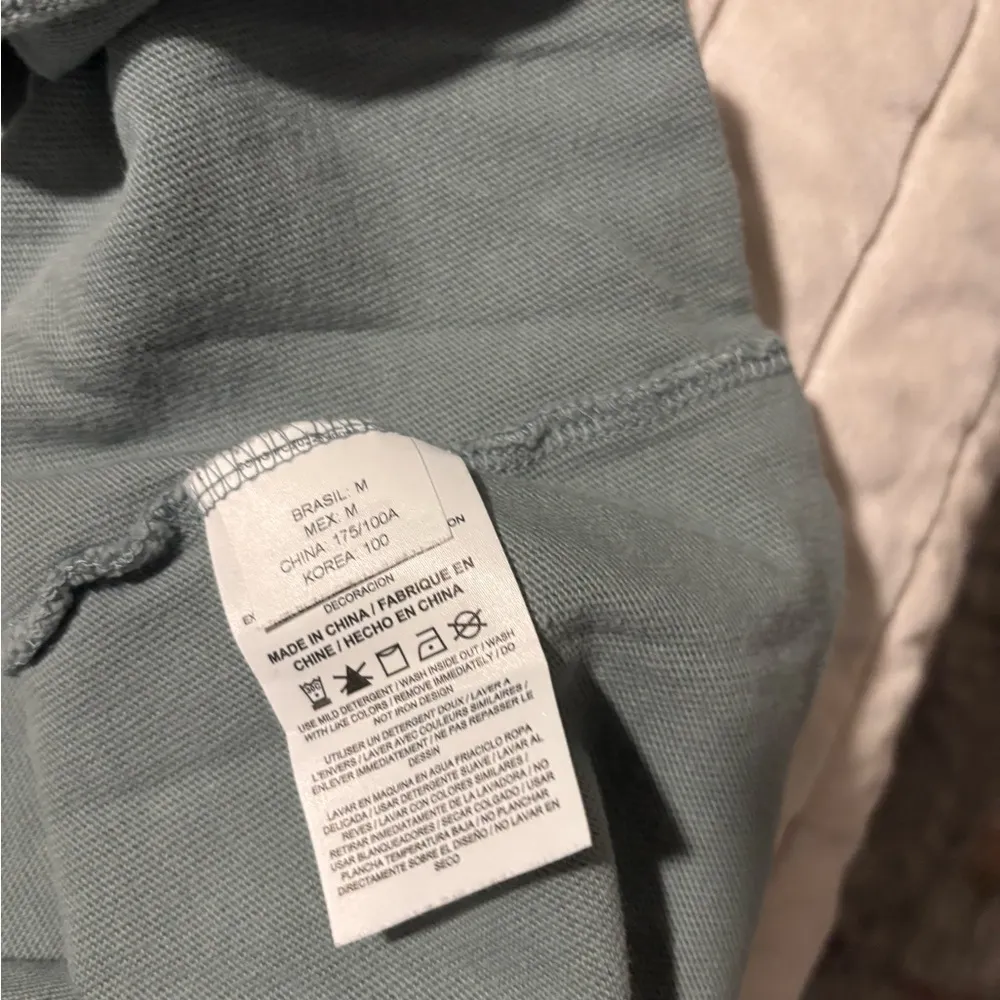 BRASIL: M
MEX: M
CHINA: 175/100A
KOREA: 100
ON
EX
DECORACION
MADE IN CHINA / FABRIQUE EN
CHINE / HECHO EN CHINA
USE MILD DETERGENT / WASH INSIDE OUT / WASH
WITH LIKE COLORS / REMOVE IMMEDIATELY / DO
NOT IRON DESIGN
UTILISER UN DETERGENT DOUX / LAVER A
L'ENVERS / LAVER AVEC COULEURS SIMILAIRES /
ENLEVER IMMEDIATEMENT / NE PAS REPASSER LE
DESSIN
LAVAR EN MAQUINA EN AGUA FRIA/CICLO ROPA
DELICADA / USAR DETERGENTE SUAVE / LAVAR AL
REVES / LAVAR CON COLORES SIMILARES /
RETIRAR INMEDIATAMENTE DE LA LAVADORA / NO
USAR BLANQUEADORES / SECAR COLGADO / USAR
PLANCHA TEMPERATURA BAJA / NO PLANCHAR
DIRECTAMENTE SOBRE EL DISEÑO / NO LAVAR EN
SECO